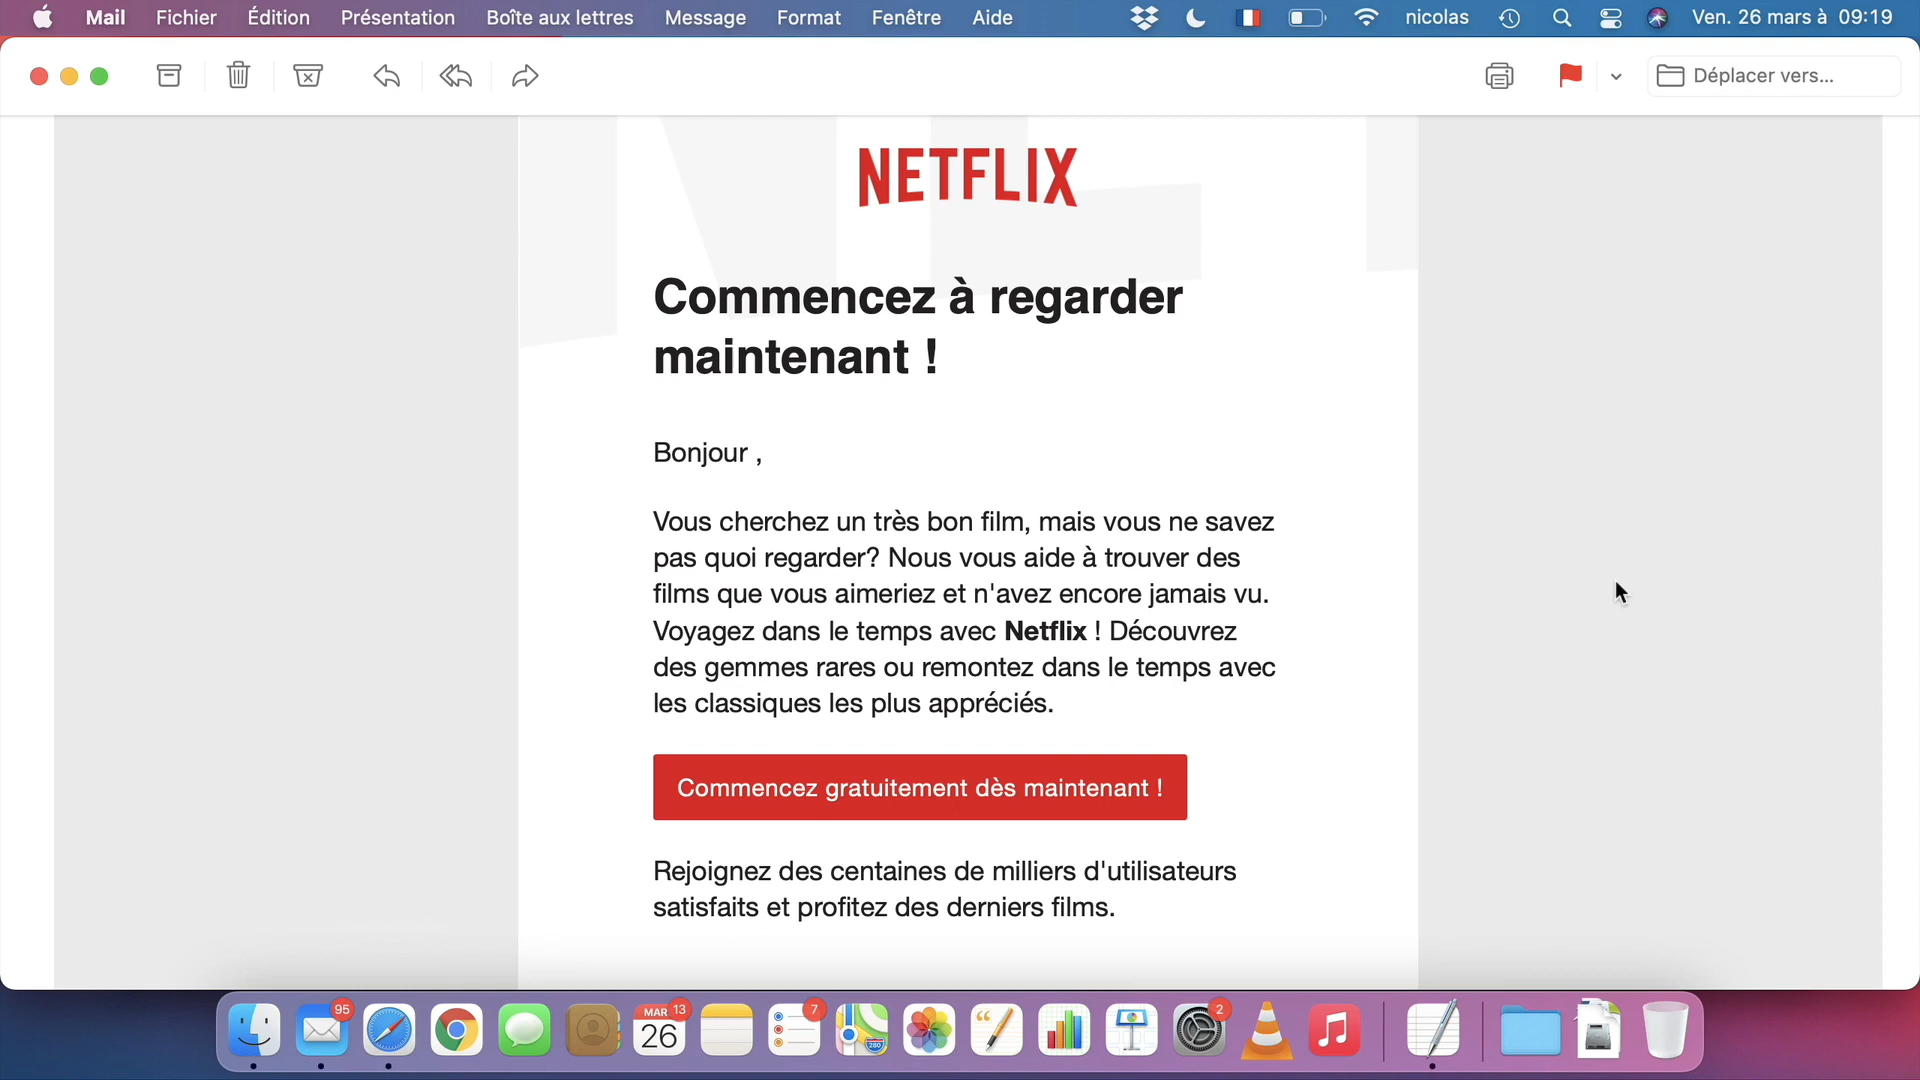 Mail Fichier Édition Présentation Boîte aux lettres Message Format Fenêtre Aide nicolas Ven. 26 mars à 09:19
Déplacer vers...
NETFLIX
Commencez à regarder
maintenant !
Bonjour ,
Vous cherchez un très bon film, mais vous ne savez
pas quoi regarder? Nous vous aide à trouver des
films que vous aimeriez et n'avez encore jamais vu.
Voyagez dans le temps avec Netflix ! Découvrez
des gemmes rares ou remontez dans le temps avec
les classiques les plus appréciés.
Commencez gratuitement dès maintenant !
Rejoignez des centaines de milliers d'utilisateurs
satisfaits et profitez des derniers films.
95 MAR 13 7 2
26 280